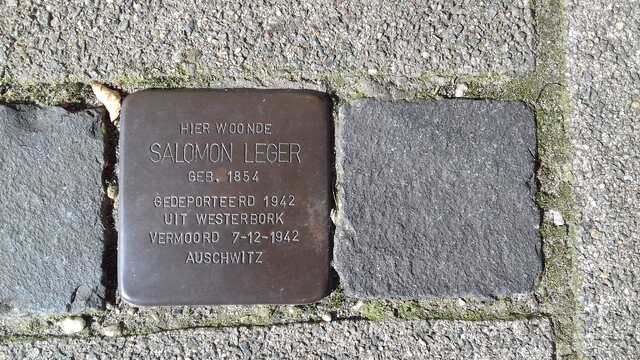 HIER WOONDE
SALOMON LEGER
GEB. 1854
GEDEPORTEERD 1942
UIT WESTERBORK
VERMOORD 7-12-1942
AUSCHWITZ